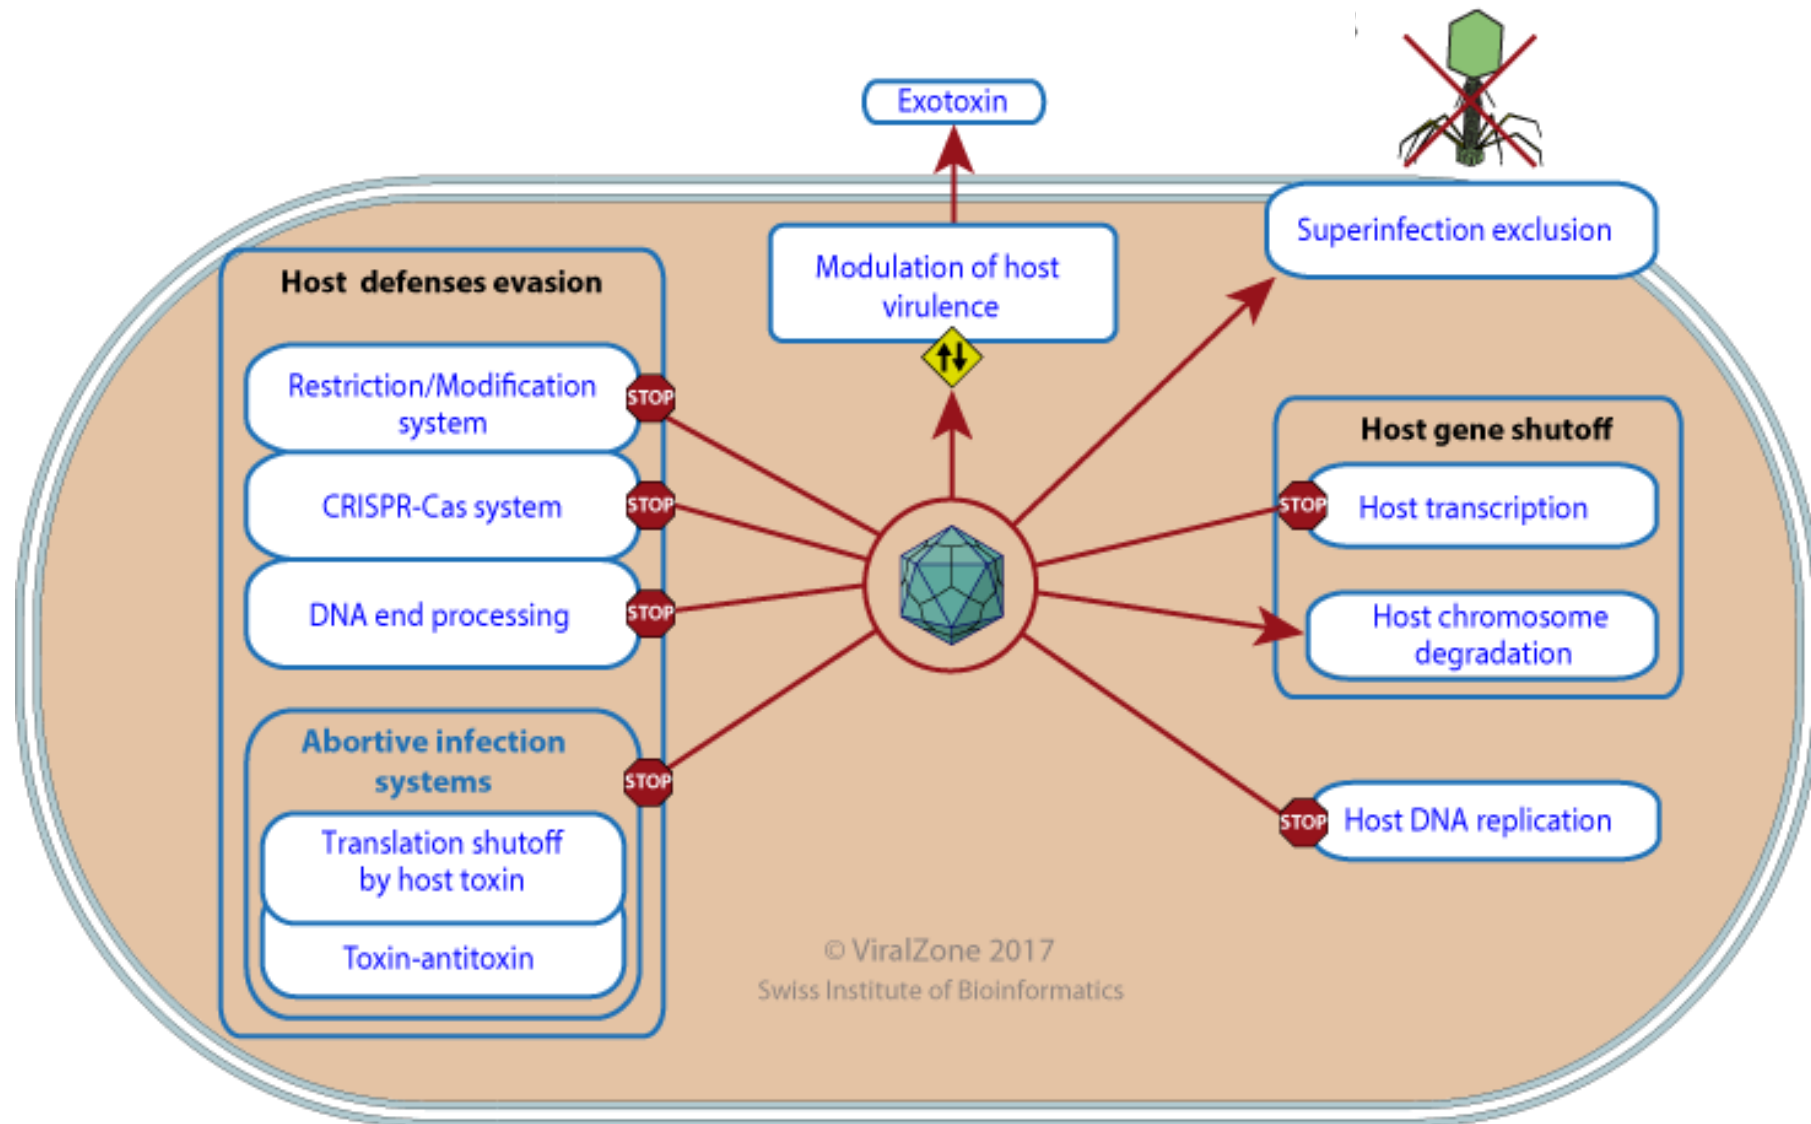 Exotoxin
Superinfection exclusion
Modulation of host
virulence
Host defenses evasion
Restriction/Modification
system
STOP
CRISPR-Cas system
STOP
DNA end processing
STOP
Abortive infection
systems
STOP
Translation shutoff
by host toxin
Toxin-antitoxin
Host gene shutoff
STOP
Host transcription
Host chromosome
degradation
STOP
Host DNA replication
© ViralZone 2017
Swiss Institute of Bioinformatics